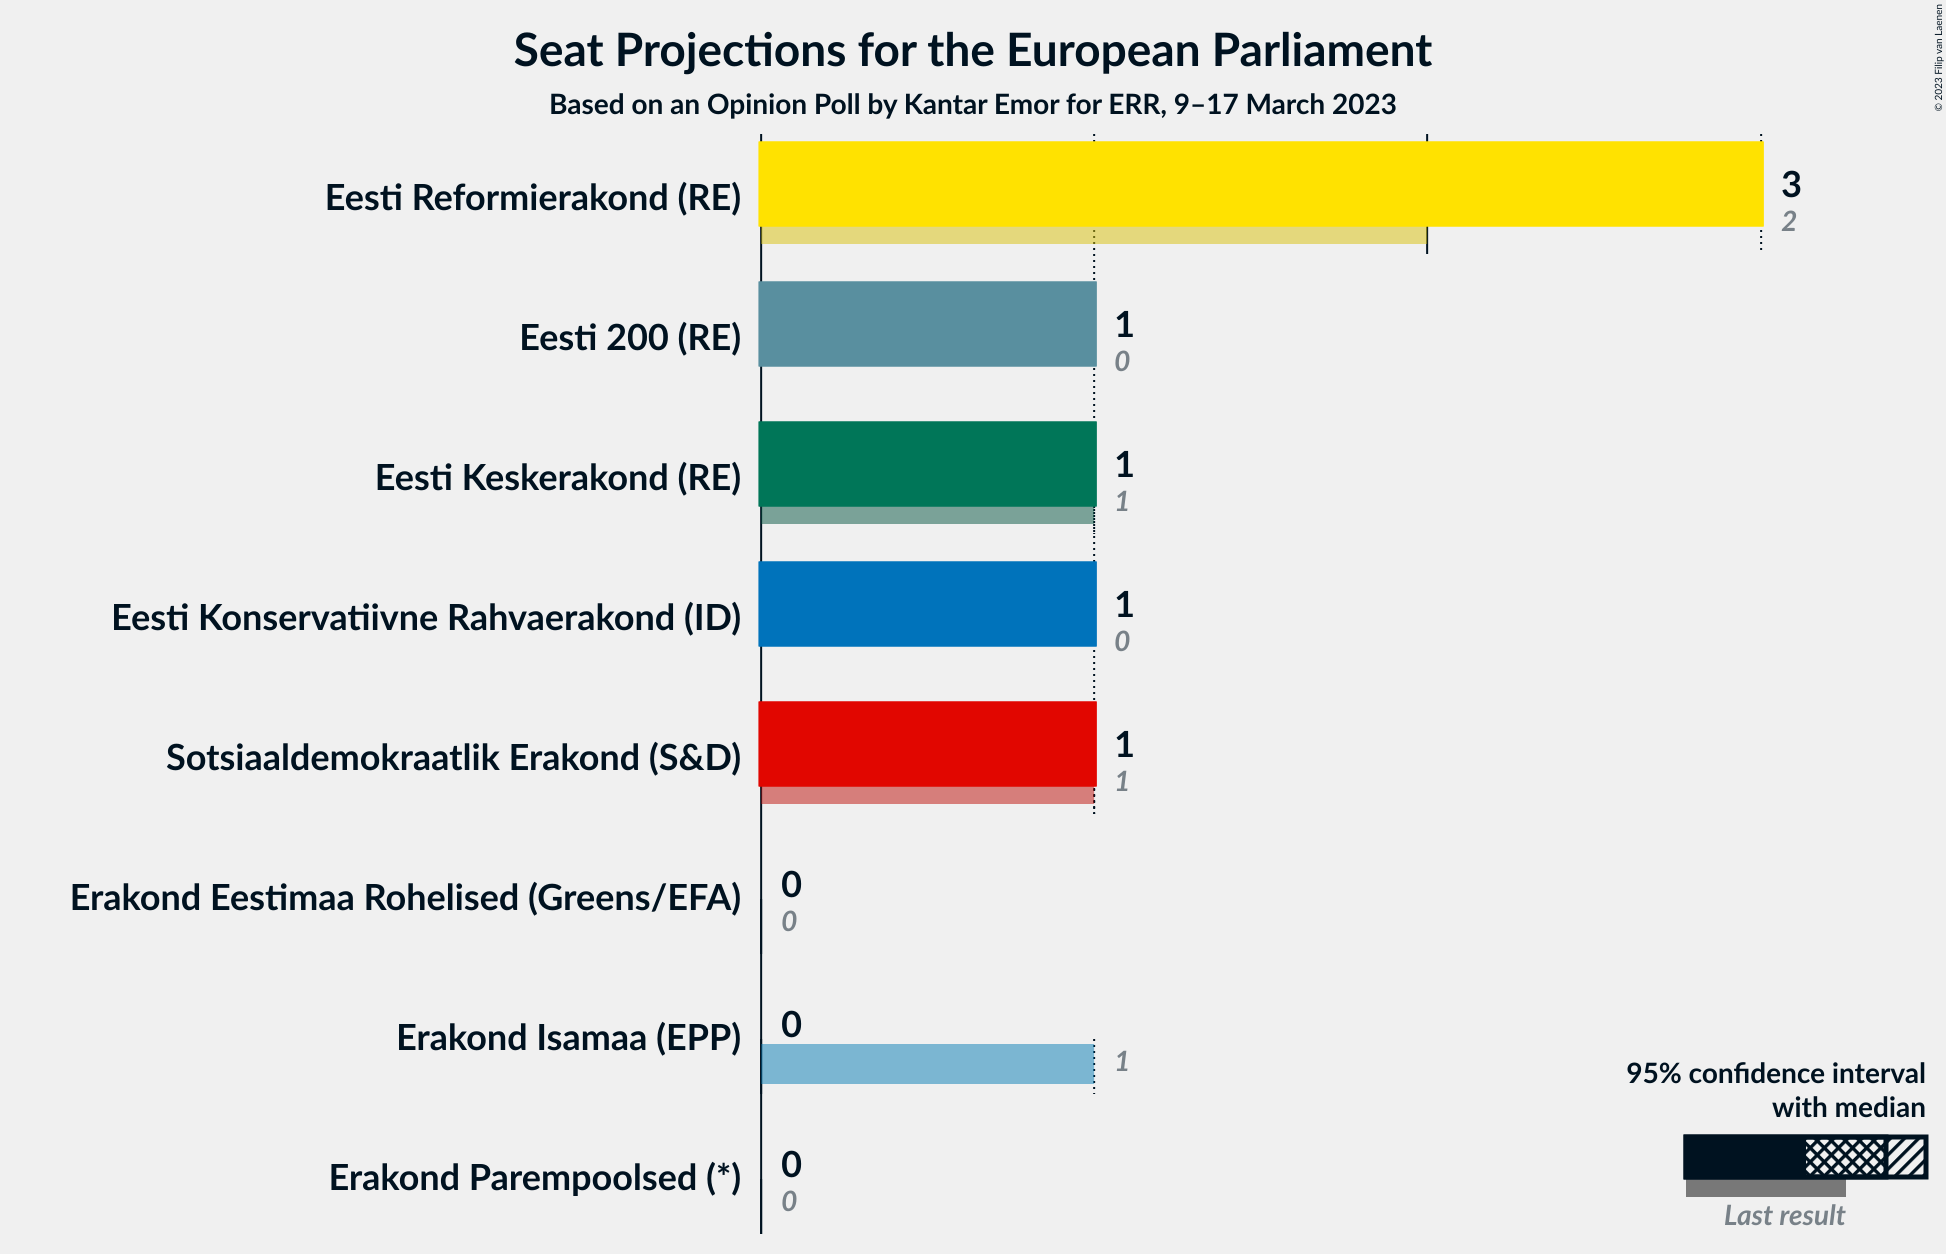 Seat Projections for the European Parliament
Based on an Opinion Poll by Kantar Emor for ERR, 9–17 March 2023
© 2023 Filip van Laenen
Eesti Reformierakond (RE)
3
2
Eesti 200 (RE)
1
0
Eesti Keskerakond (RE)
1
1
Eesti Konservatiivne Rahvaerakond (ID)
1
0
Sotsiaaldemokraatlik Erakond (S&D)
1
1
Erakond Eestimaa Rohelised (Greens/EFA)
0
0
Erakond Isamaa (EPP)
0
1
Erakond Parempoolsed (*)
0
0
95% confidence interval
with median
Last result